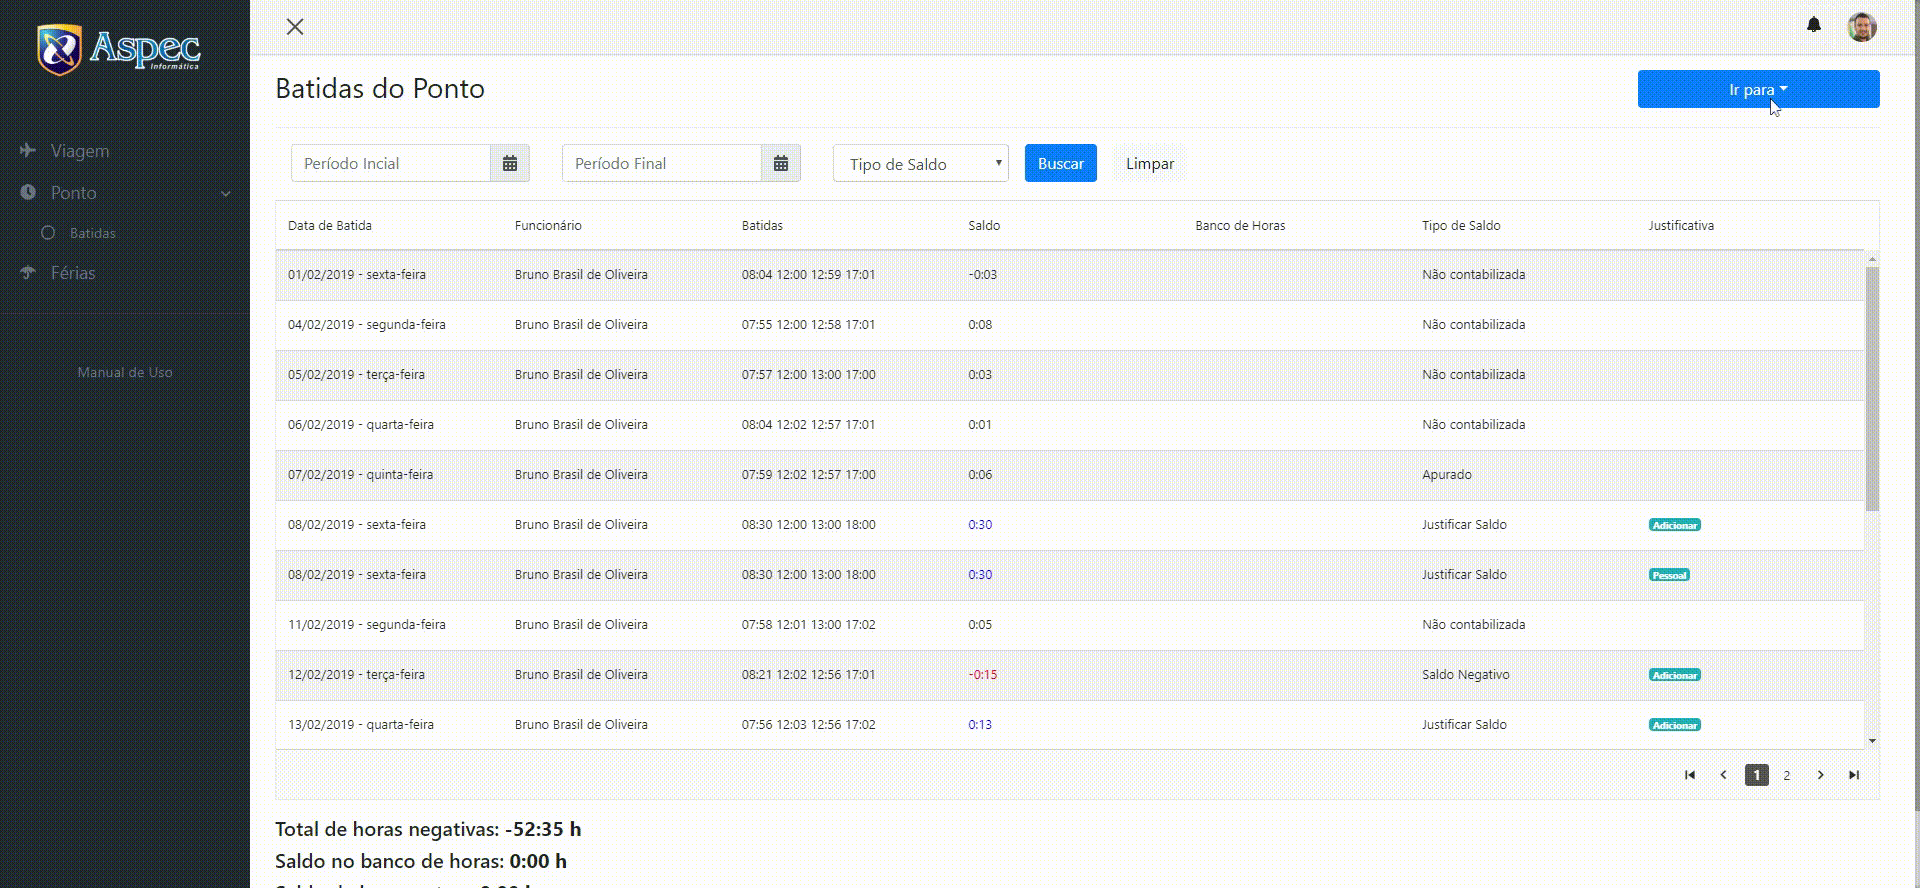 Aspec
Informática
Viagem
Ponto
Batidas
Férias
Manual de Uso
Batidas do Ponto
Ir para
Período Incial
Período Final
Tipo de Saldo
Buscar
Limpar
Data de Batida Funcionário Batidas Saldo Banco de Horas Tipo de Saldo Justificativa
01/02/2019 - sexta-feira Bruno Brasil de Oliveira 08:04 12:00 12:59 17:01 -0:03 Não contabilizada
04/02/2019 - segunda-feira Bruno Brasil de Oliveira 07:55 12:00 12:58 17:01 0:08 Não contabilizada
05/02/2019 - terça-feira Bruno Brasil de Oliveira 07:57 12:00 13:00 17:00 0:03 Não contabilizada
06/02/2019 - quarta-feira Bruno Brasil de Oliveira 08:04 12:02 12:57 17:01 0:01 Não contabilizada
07/02/2019 - quinta-feira Bruno Brasil de Oliveira 07:59 12:02 12:57 17:00 0:06 Apurado
08/02/2019 - sexta-feira Bruno Brasil de Oliveira 08:30 12:00 13:00 18:00 0:30 Justificar Saldo Adicionar
08/02/2019 - sexta-feira Bruno Brasil de Oliveira 08:30 12:00 13:00 18:00 0:30 Justificar Saldo Pessoal
11/02/2019 - segunda-feira Bruno Brasil de Oliveira 07:58 12:01 13:00 17:02 0:05 Não contabilizada
12/02/2019 - terça-feira Bruno Brasil de Oliveira 08:21 12:02 12:56 17:01 -0:15 Saldo Negativo Adicionar
13/02/2019 - quarta-feira Bruno Brasil de Oliveira 07:56 12:03 12:56 17:02 0:13 Justificar Saldo Adicionar
1 2
Total de horas negativas: -52:35 h
Saldo no banco de horas: 0:00 h